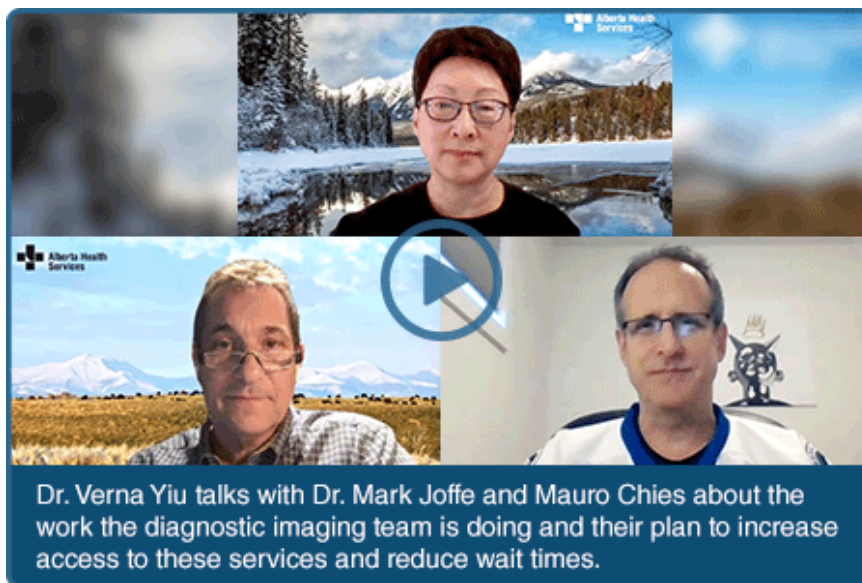 Alberta Health
Services
Alberta Health
Services
Dr. Verna Yiu talks with Dr. Mark Joffe and Mauro Chies about the
work the diagnostic imaging team is doing and their plan to increase
access to these services and reduce wait times.